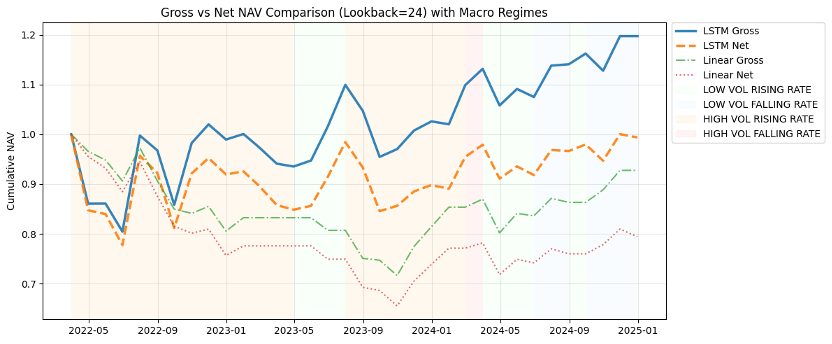 Gross vs Net NAV Comparison (Lookback=24) with Macro Regimes
Cumulative NAV
1.2
1.1
1.0
0.9
0.8
0.7
2022-05
2022-09
2023-01
2023-05
2023-09
2024-01
2024-05
2024-09
2025-01
LSTM Gross
LSTM Net
Linear Gross
Linear Net
LOW VOL RISING RATE
LOW VOL FALLING RATE
HIGH VOL RISING RATE
HIGH VOL FALLING RATE